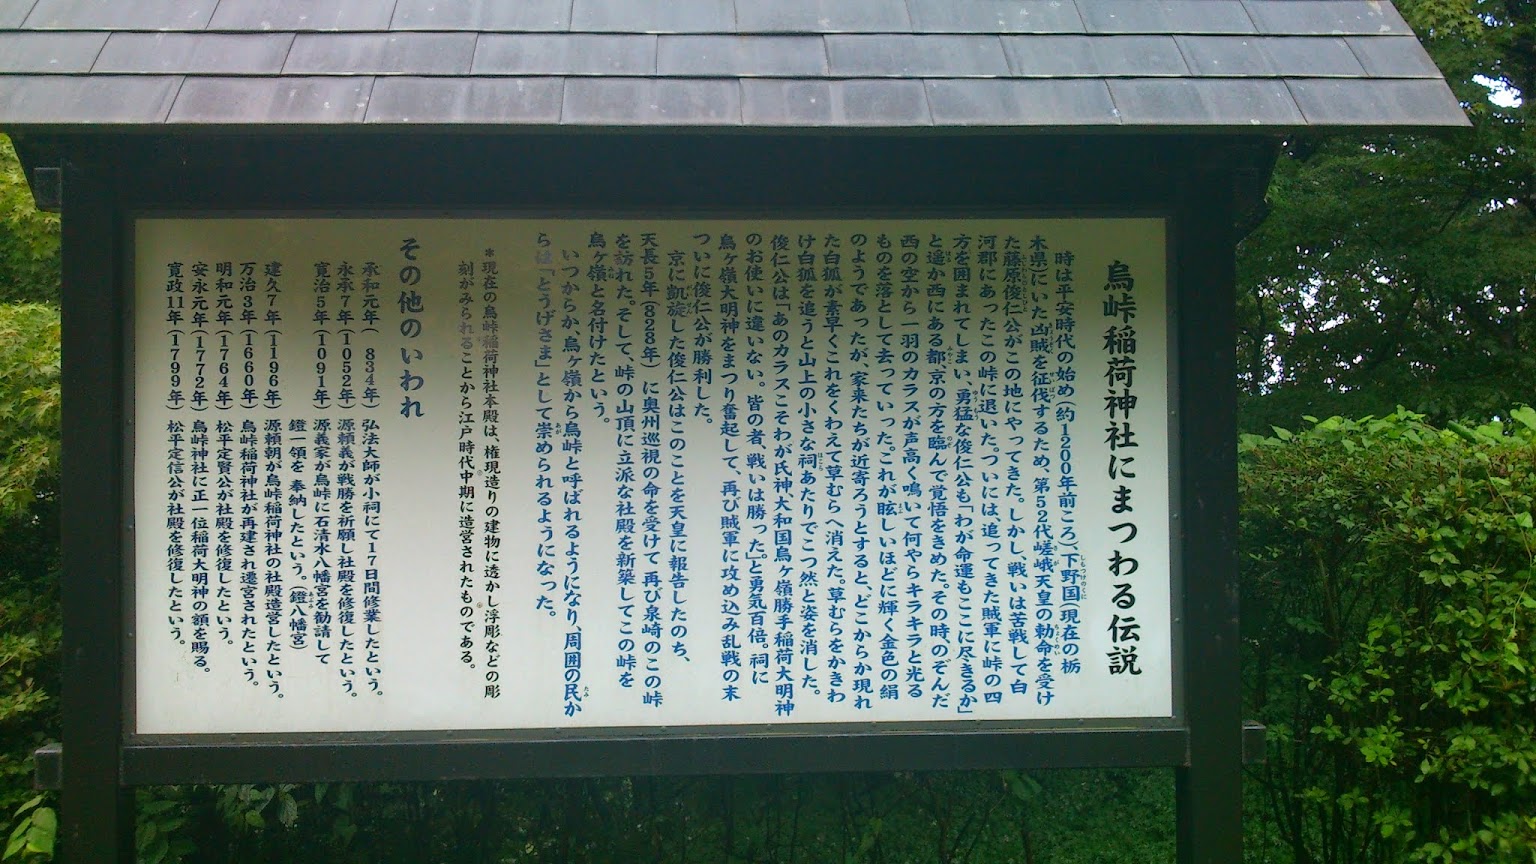 烏峠稲荷神社にまつわる伝説
時は平安時代の始め(約1200年前ころ)、下野国(現在の栃
木県)にいた凶賊を征伐するため、第52代嵯峨天皇の勅命を受け
た藤原俊仁公がこの地にやってきた。しかし、戦いは苦戦して白
河郡にあったこの峠に退いた。ついには、追ってきた賊軍に峠の四
方を囲まれてしまい、勇猛な俊仁公も「わが命運もここに尽きるか」
と遥か西にある都、京の方を臨んで覚悟をきめた。その時のぞんだ
西の空から一羽のカラスが声高く鳴いて何やらキラキラと光る
ものを落として去っていった。これが眩しいほどに輝く金色の絹
のようであったが、家来たちが近寄ろうとすると、どこからか現れ
た白狐が素早くこれをくわえて草むらへ消えた。草むらをかきわ
け白狐を追うと山上の小さな祠あたりでこつ然と姿を消した。
俊仁公は「あのカラスこそわが氏神、大和国烏ヶ嶺勝手稲荷大明神
のお使いに違いない。皆の者、戦いは勝った」と勇気百倍。祠に
烏ヶ嶺大明神をまつり奮起して、再び賊軍に攻め込み乱戦の末
ついに俊仁公が勝利した。
京に凱旋した俊仁公はこのことを天皇に報告したのち、
天長5年(828年)に奥州巡視の命を受けて再び泉崎のこの峠
を訪れた。そして、峠の山頂に立派な社殿を新築してこの峠を
烏ヶ嶺と名付けたという。
いつからか、烏ヶ嶺から烏峠と呼ばれるようになり、周囲の民か
らは「とうげさま」として崇められるようになった。
*現在の烏峠稲荷神社本殿は、権現造りの建物に透かし浮彫などの彫
刻がみられることから江戸時代中期に造営されたものである。
その他のいわれ
承和元年( 834年) 弘法大師が小祠にて17日間修業したという。
永承7年(1052年) 源頼義が戦勝を祈願し社殿を修復したという。
寛治5年(1091年) 源義家が烏峠に石清水八幡宮を勧請して
鐙一領を 奉納したという。(鐙八幡宮)
建久7年(1196年) 源頼朝が烏峠稲荷神社の社殿造営したという。
万治3年(1660年) 烏峠稲荷神社が再建され遷宮されたという。
明和元年(1764年) 松平定賢公が社殿を修復したという。
安永元年(1772年) 烏峠神社に正一位稲荷大明神の額を賜る。
寛政11年(1799年) 松平定信公が社殿を修復したという。